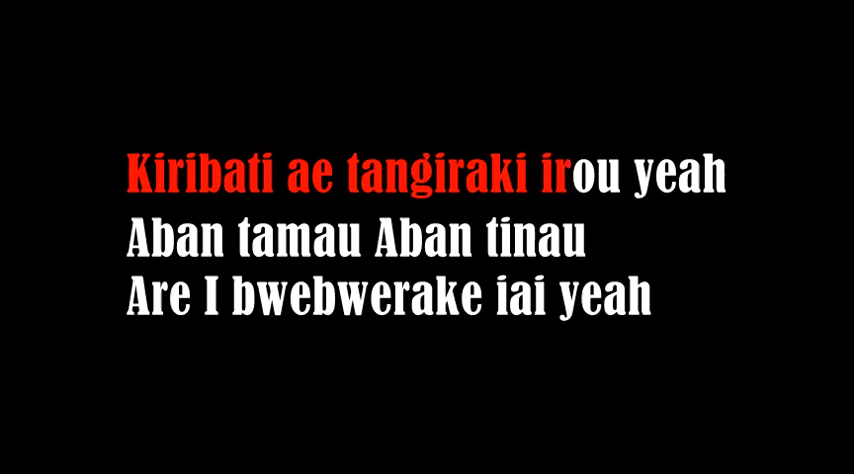 Kiribati ae tangiraki irou yeah
Aban tamau Aban tinau
Are I bwebwerake iai yeah